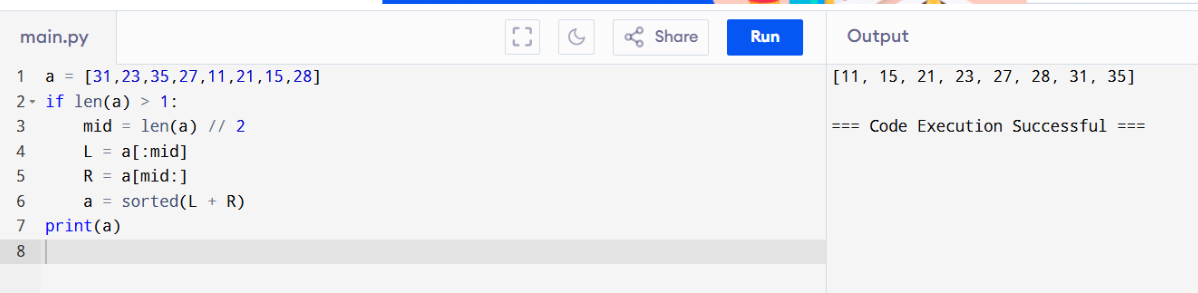 main.py Share Run Output
1 a = [31,23,35,27,11,21,15,28]
2 if len(a) > 1:
3     mid = len(a) // 2
4     L = a[:mid]
5     R = a[mid:]
6     a = sorted(L + R)
7 print(a)
8
[11, 15, 21, 23, 27, 28, 31, 35]
=== Code Execution Successful ===